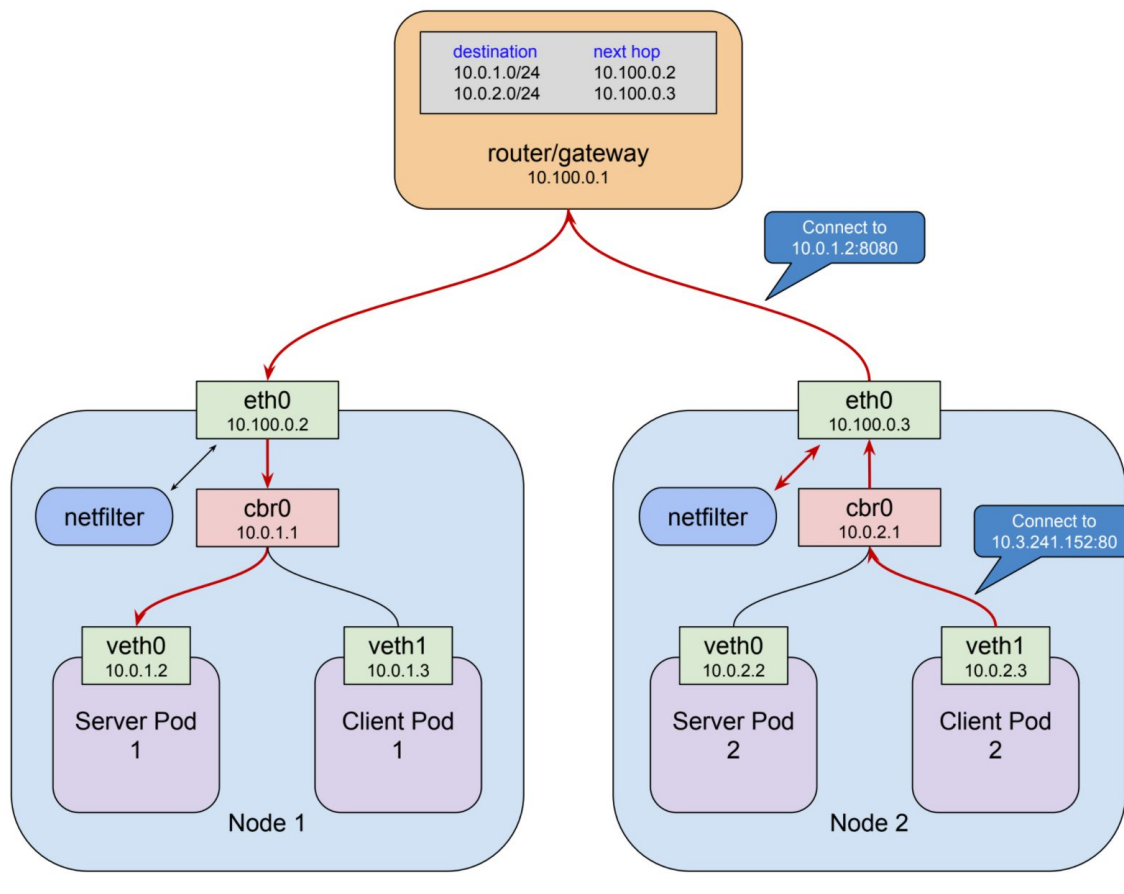 destination next hop
10.0.1.0/24 10.100.0.2
10.0.2.0/24 10.100.0.3
router/gateway
10.100.0.1
Connect to
10.0.1.2:8080
eth0
10.100.0.2
netfilter
cbr0
10.0.1.1
veth0
10.0.1.2
veth1
10.0.1.3
Server Pod
1
Client Pod
1
Node 1
eth0
10.100.0.3
netfilter
cbr0
10.0.2.1
Connect to
10.3.241.152:80
veth0
10.0.2.2
veth1
10.0.2.3
Server Pod
2
Client Pod
2
Node 2